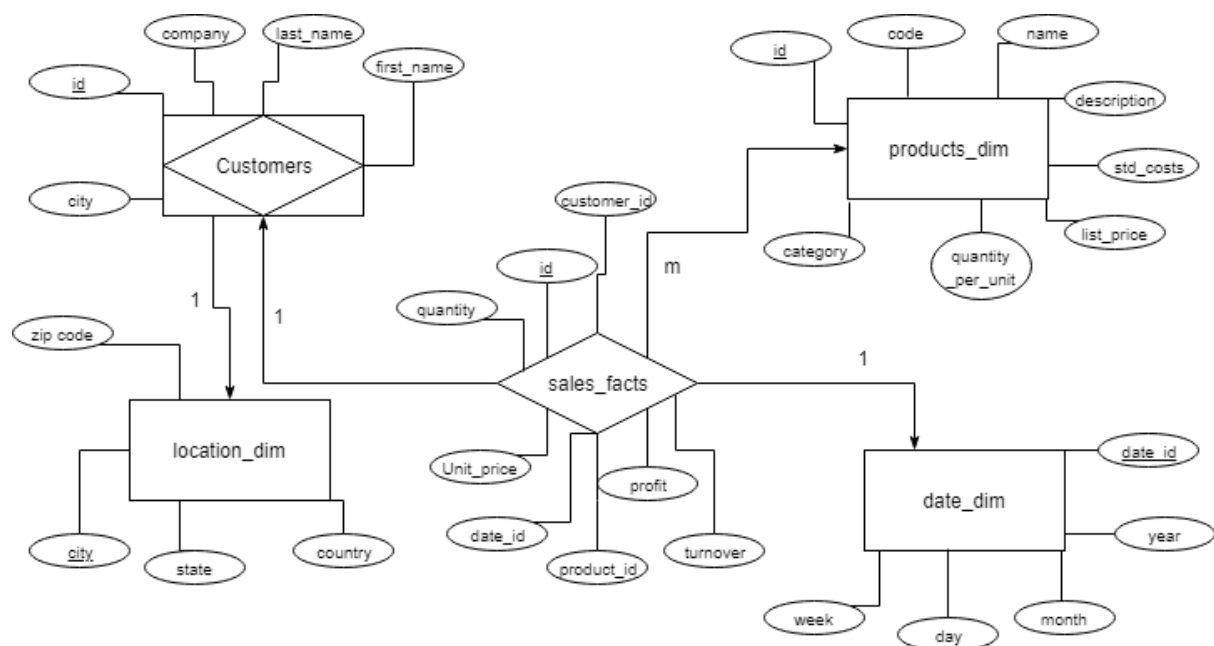 company
last_name
first_name
id
Customers
city
id
code
name
description
products_dim
std_costs
list_price
category
quantity
_per_unit
customer_id
id
quantity
m
1
1
1
zip code
location_dim
city
state
country
sales_facts
Unit_price
date_id
product_id
profit
turnover
date_id
date_dim
year
week
day
month